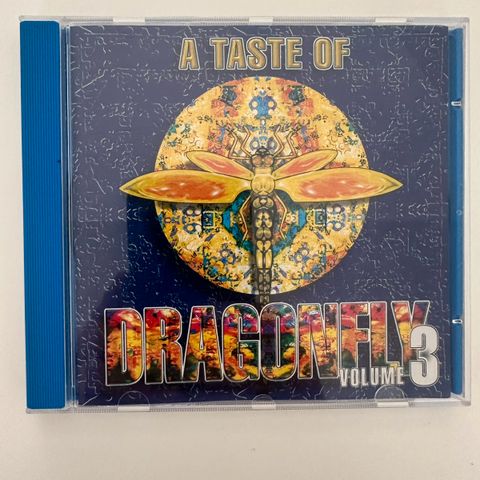 A TASTE OF
DRAGONFLY
VOLUME 3